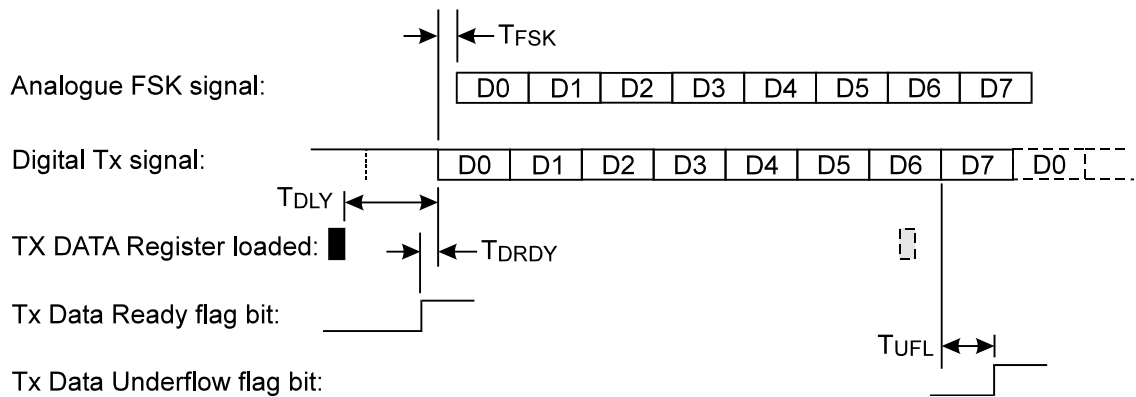 TFSK
Analogue FSK signal:
D0 D1 D2 D3 D4 D5 D6 D7
Digital Tx signal:
D0 D1 D2 D3 D4 D5 D6 D7 D0
TDLY
TX DATA Register loaded:
TDRDY
Tx Data Ready flag bit:
TUFL
Tx Data Underflow flag bit: